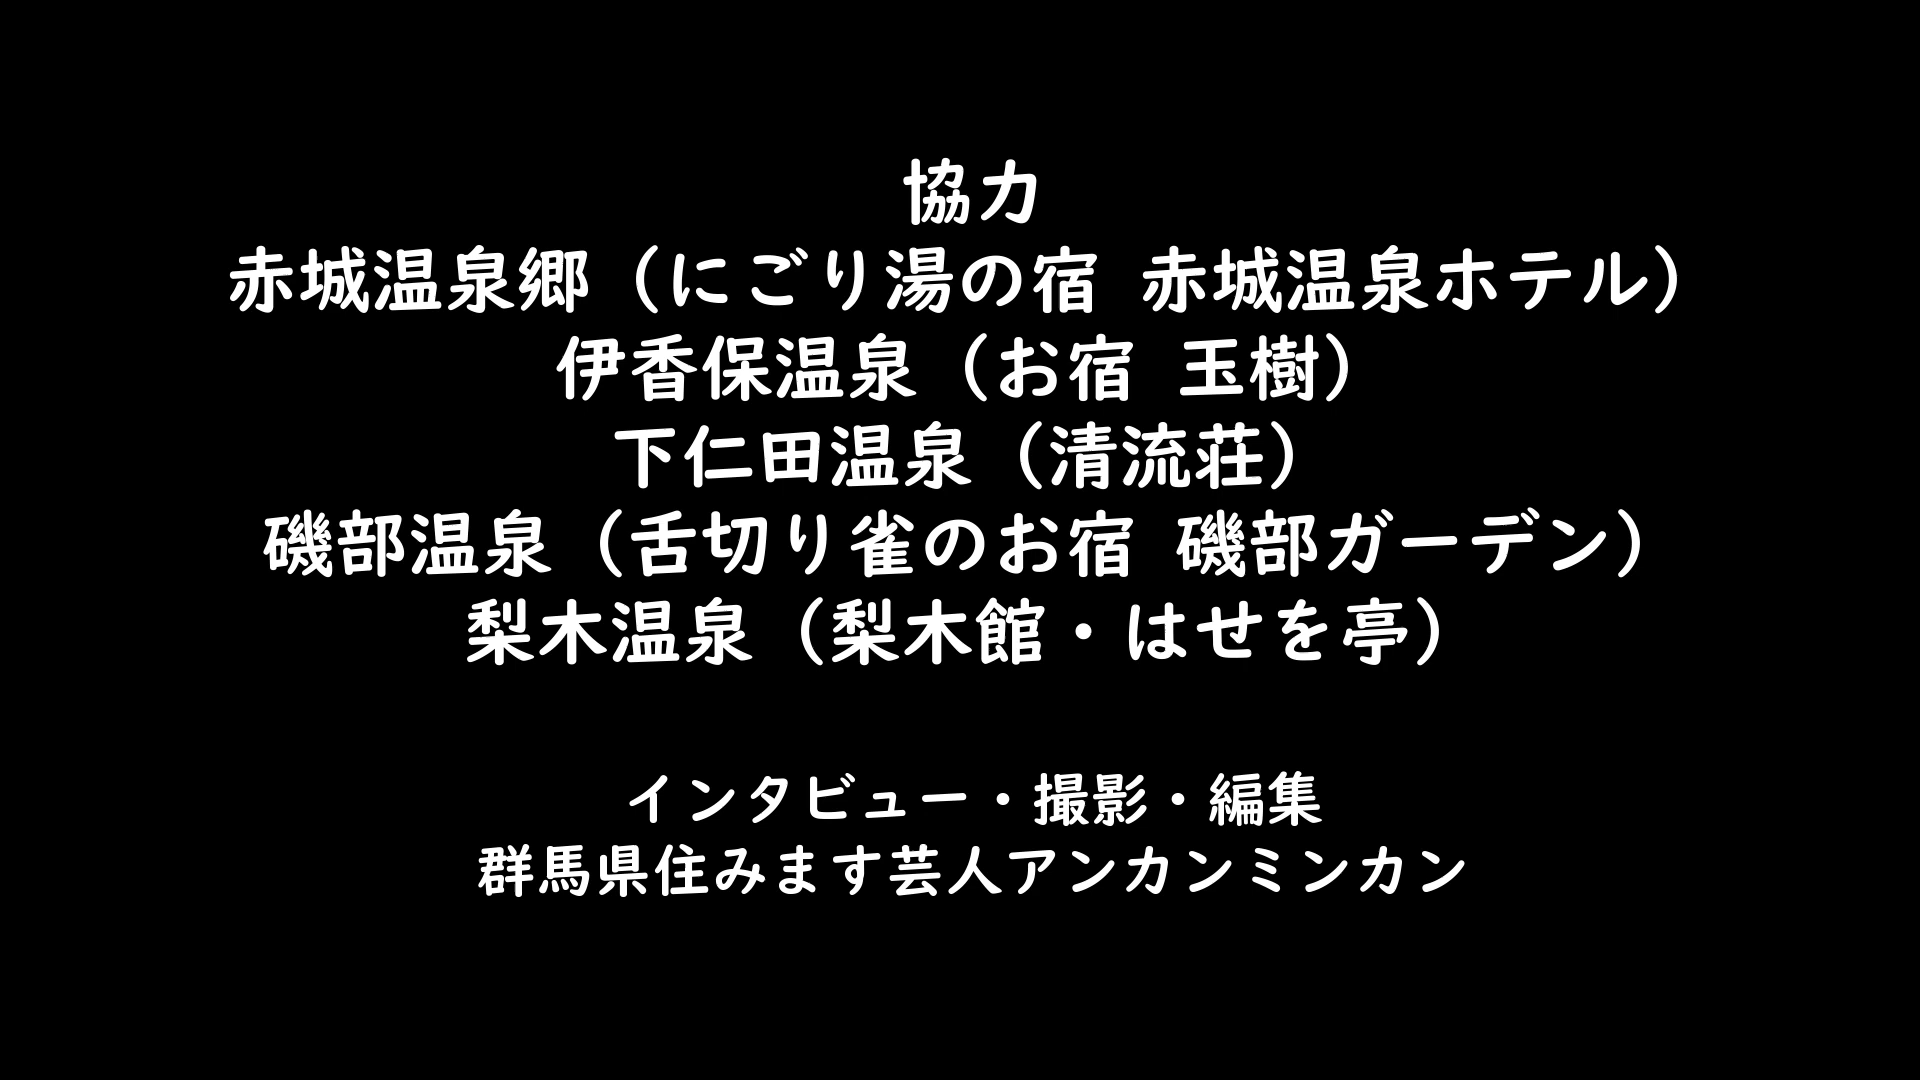 協力
赤城温泉郷（にごり湯の宿 赤城温泉ホテル）
伊香保温泉（お宿 玉樹）
下仁田温泉（清流荘）
磯部温泉（舌切り雀のお宿 磯部ガーデン）
梨木温泉（梨木館・はせを亭）
インタビュー・撮影・編集
群馬県住みます芸人アンカンミンカン